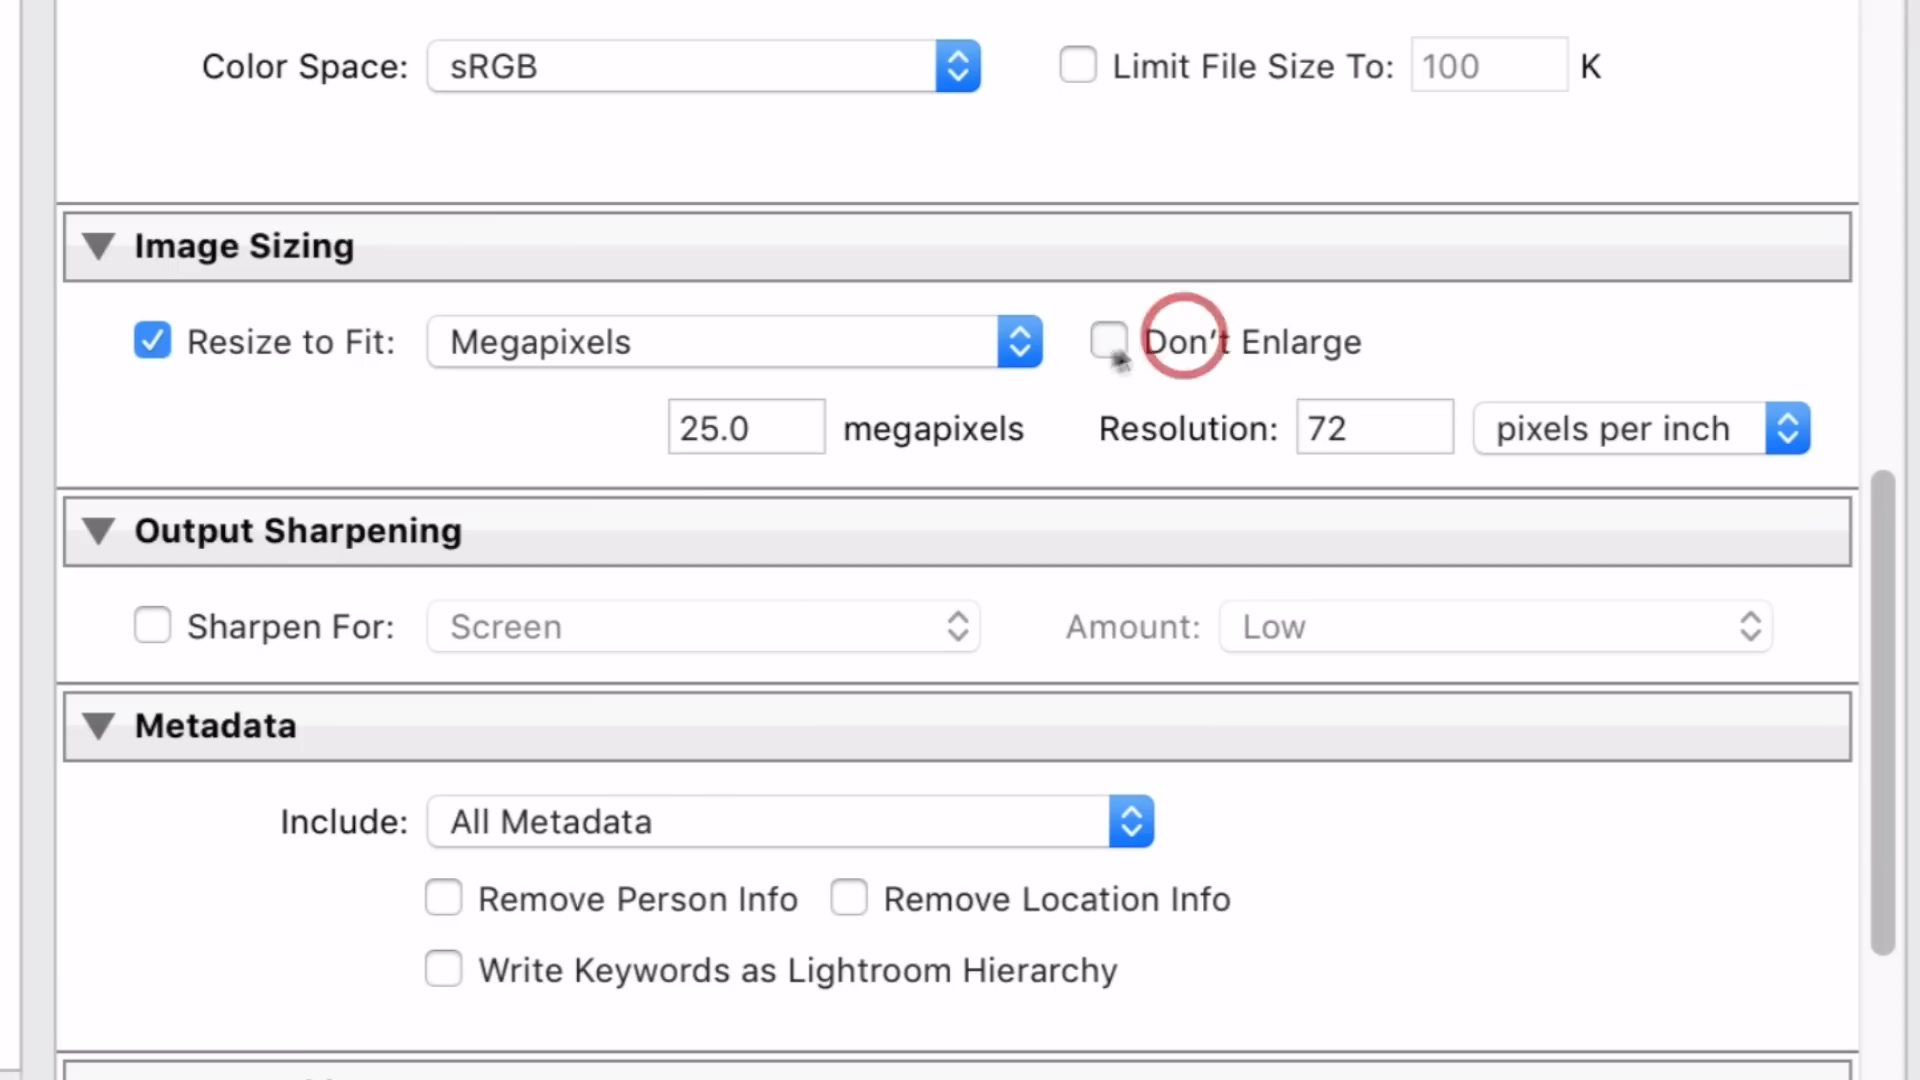 Color Space: sRGB Limit File Size To: 100 K
Image Sizing
Resize to Fit: Megapixels Don't Enlarge
25.0 megapixels Resolution: 72 pixels per inch
Output Sharpening
Sharpen For: Screen Amount: Low
Metadata
Include: All Metadata
Remove Person Info Remove Location Info
Write Keywords as Lightroom Hierarchy